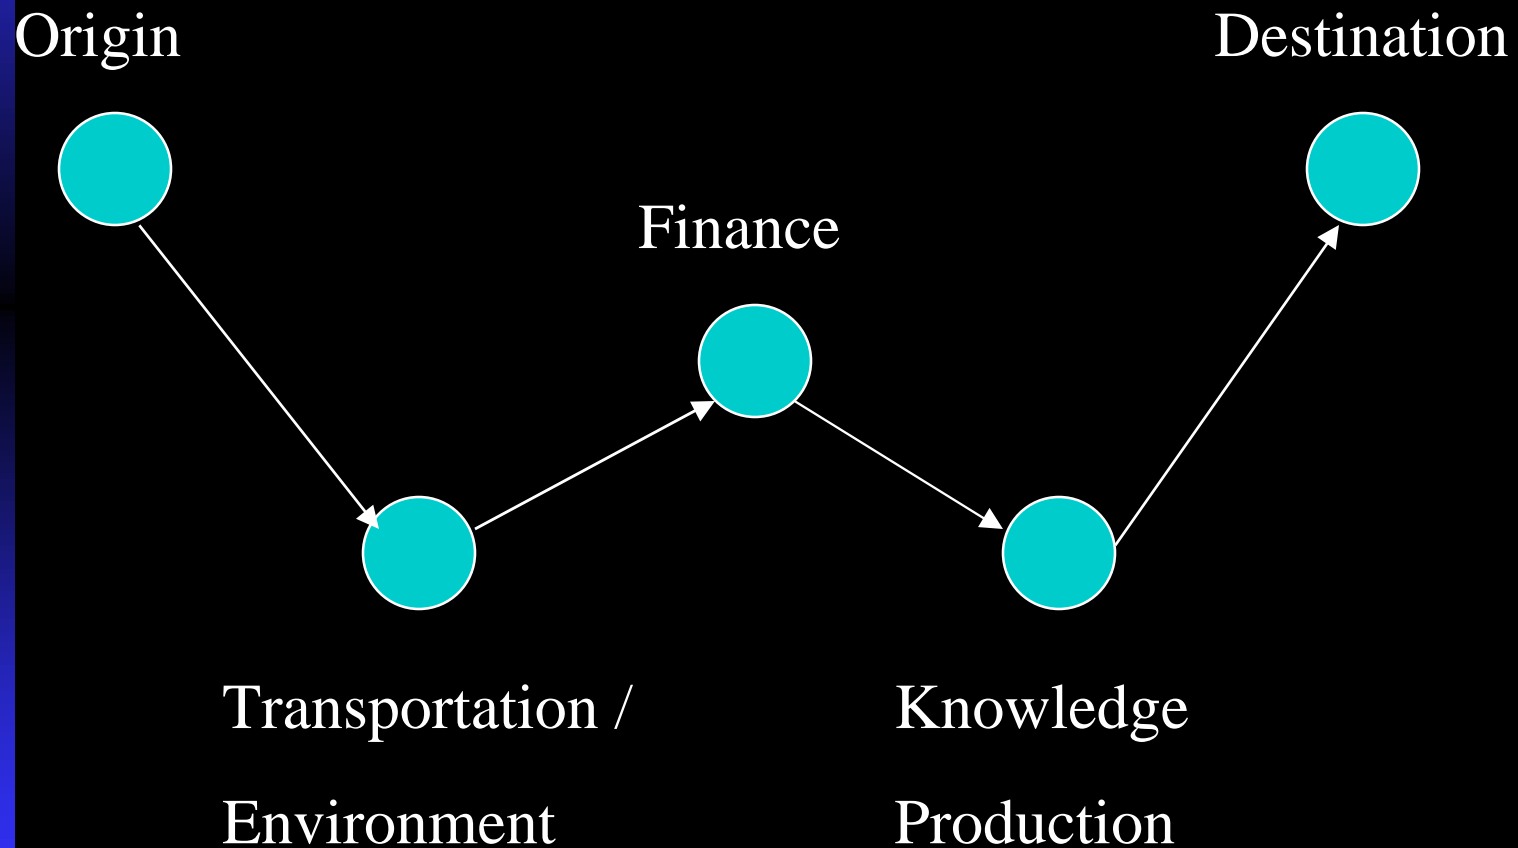 Origin
Destination
Finance
Transportation /
Environment
Knowledge
Production